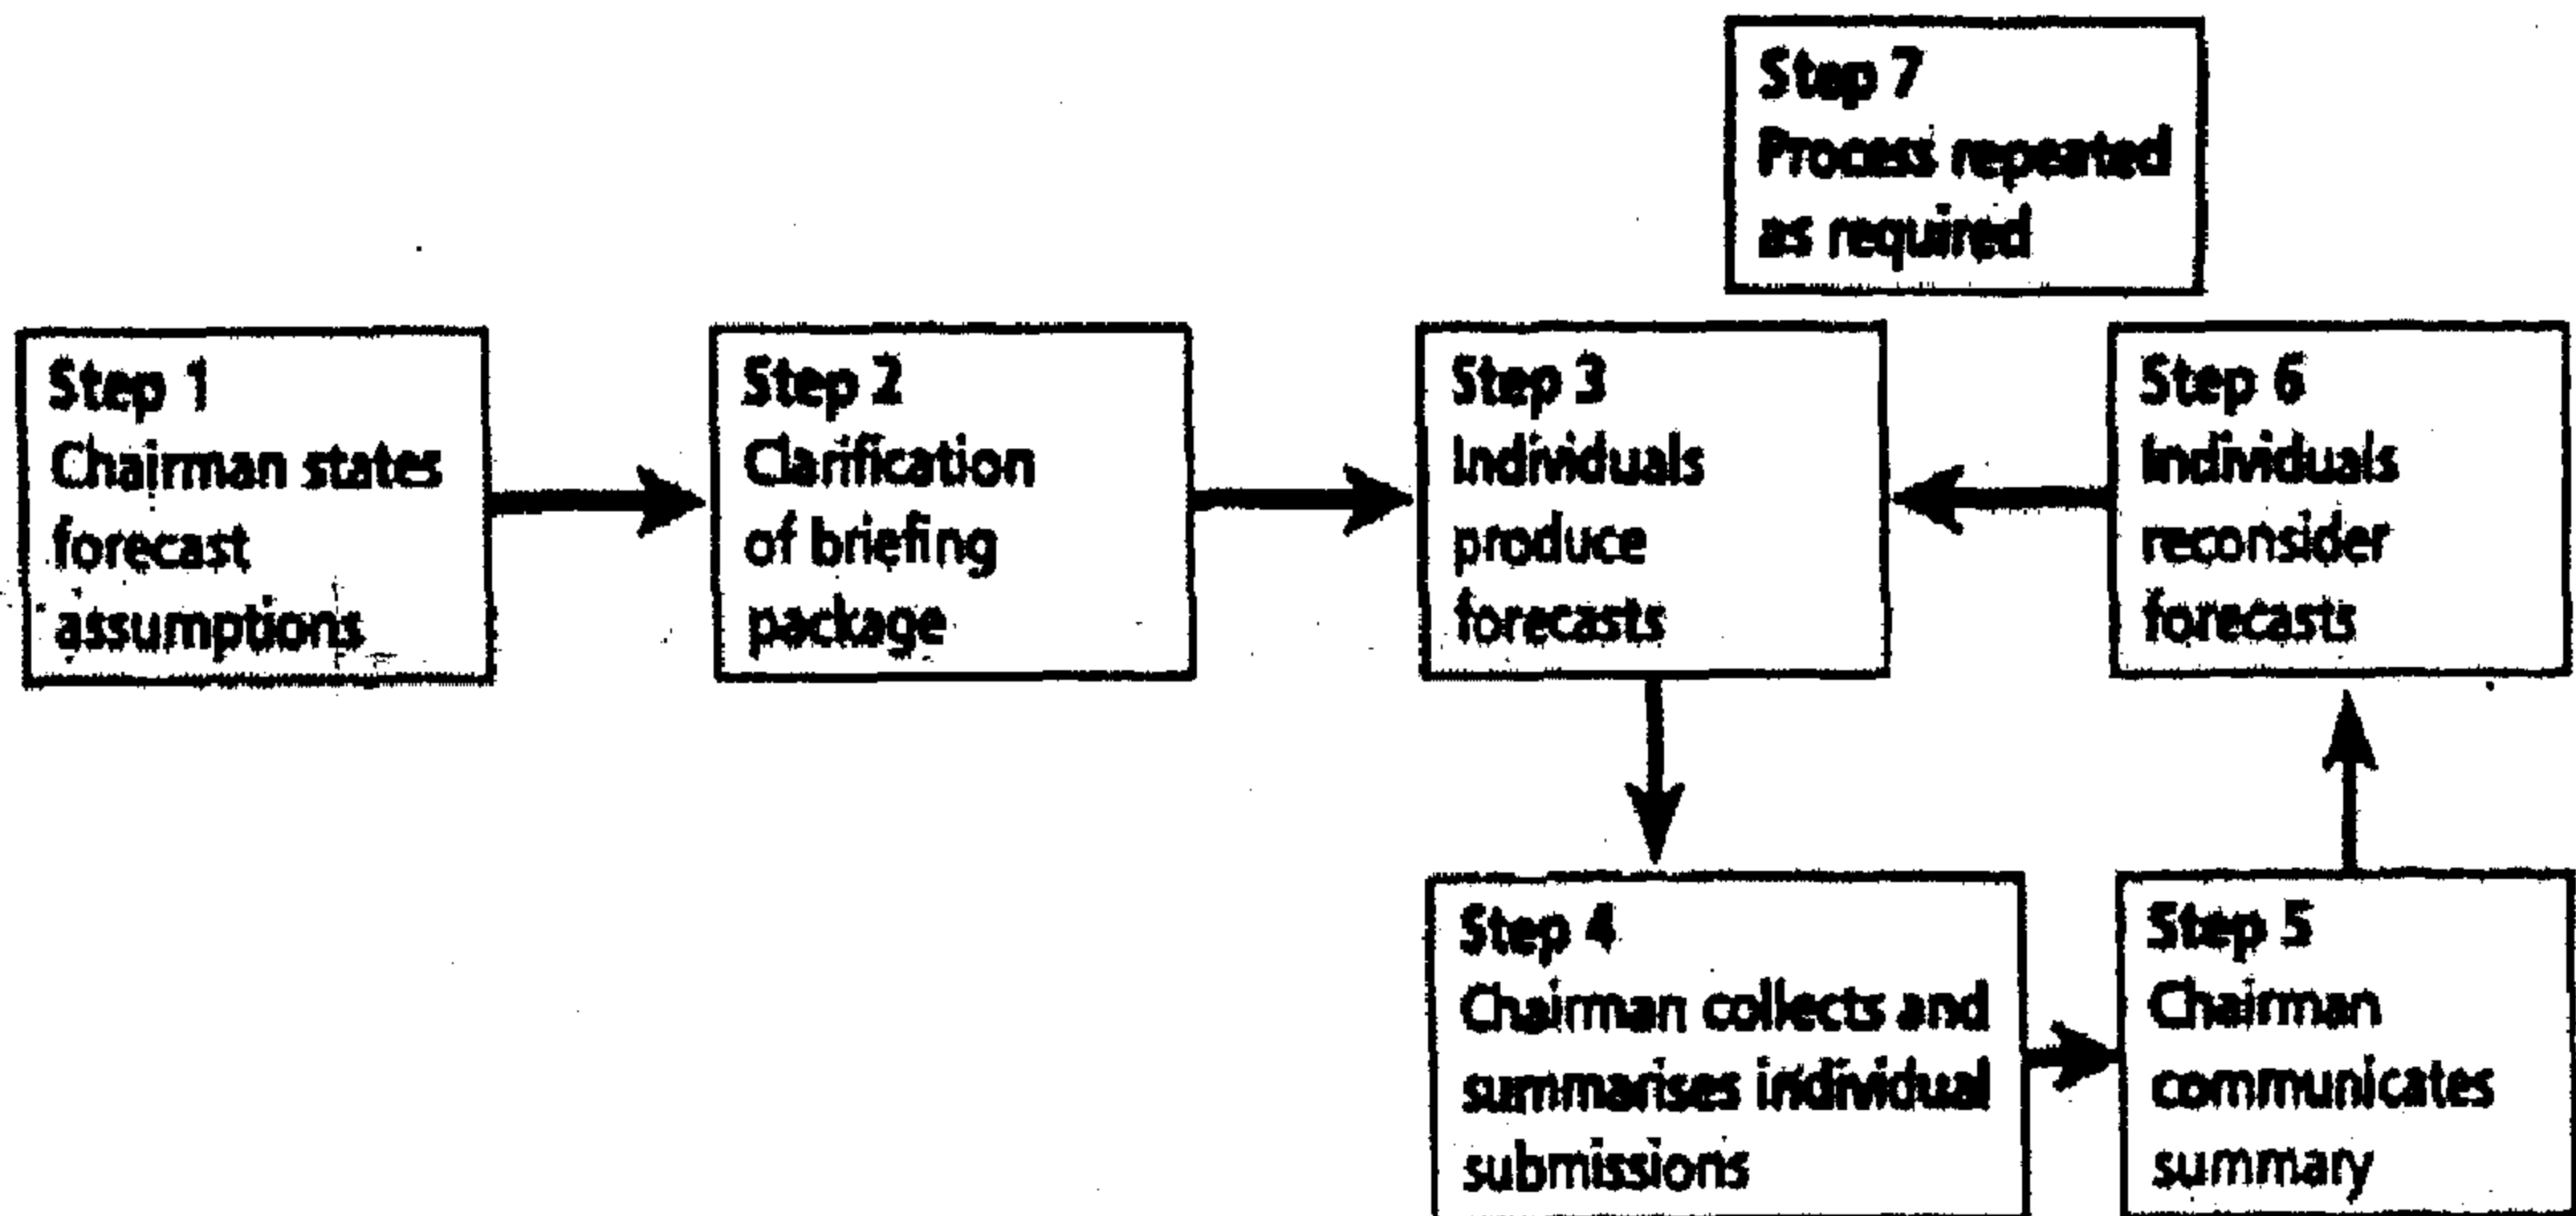 Step 1
Chairman states
forecast
assumptions
Step 2
Clarification
of briefing
package
Step 3
Individuals
produce
forecasts
Step 4
Chairman collects and
summarises individual
submissions
Step 5
Chairman
communicates
summary
Step 6
Individuals
reconsider
forecasts
Step 7
Process repeated
as required